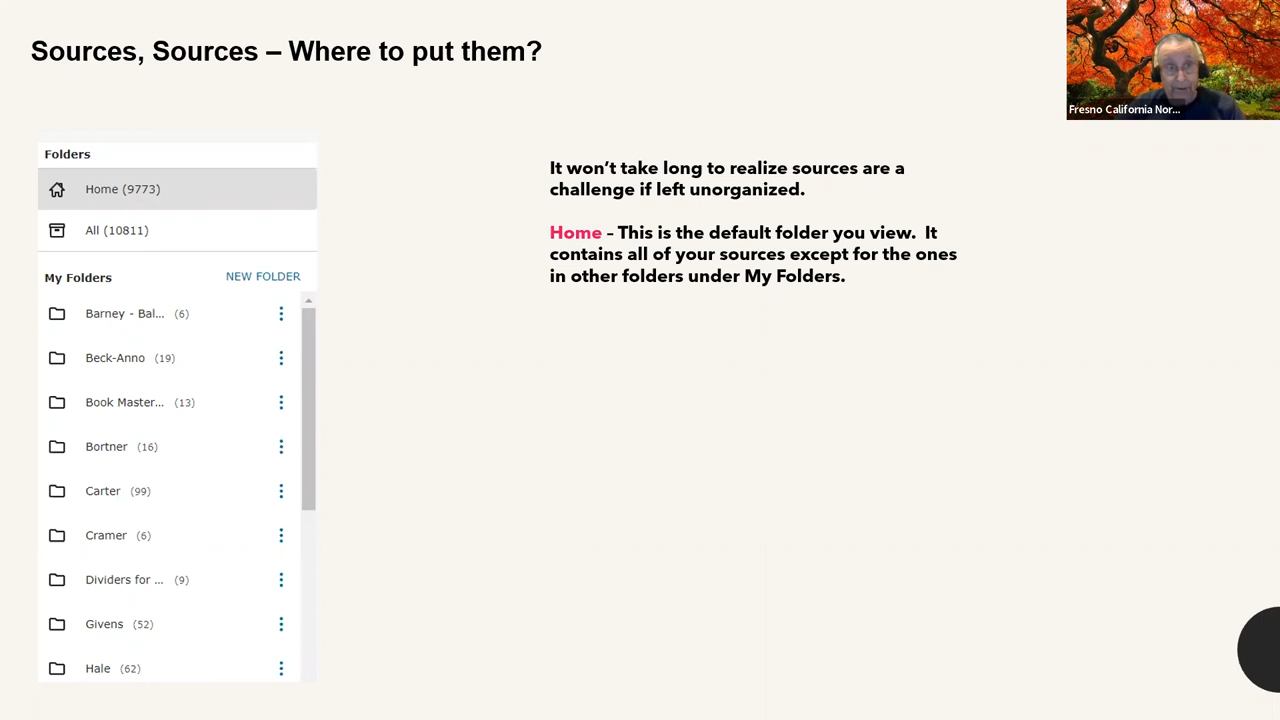 Sources, Sources – Where to put them?
Fresno California Nor...
Folders
Home (9773)
All (10811)
My Folders NEW FOLDER
Barney - Bal... (6)
Beck-Anno (19)
Book Master... (13)
Bortner (16)
Carter (99)
Cramer (6)
Dividers for ... (9)
Givens (52)
Hale (62)
It won’t take long to realize sources are a
challenge if left unorganized.
Home – This is the default folder you view. It
contains all of your sources except for the ones
in other folders under My Folders.